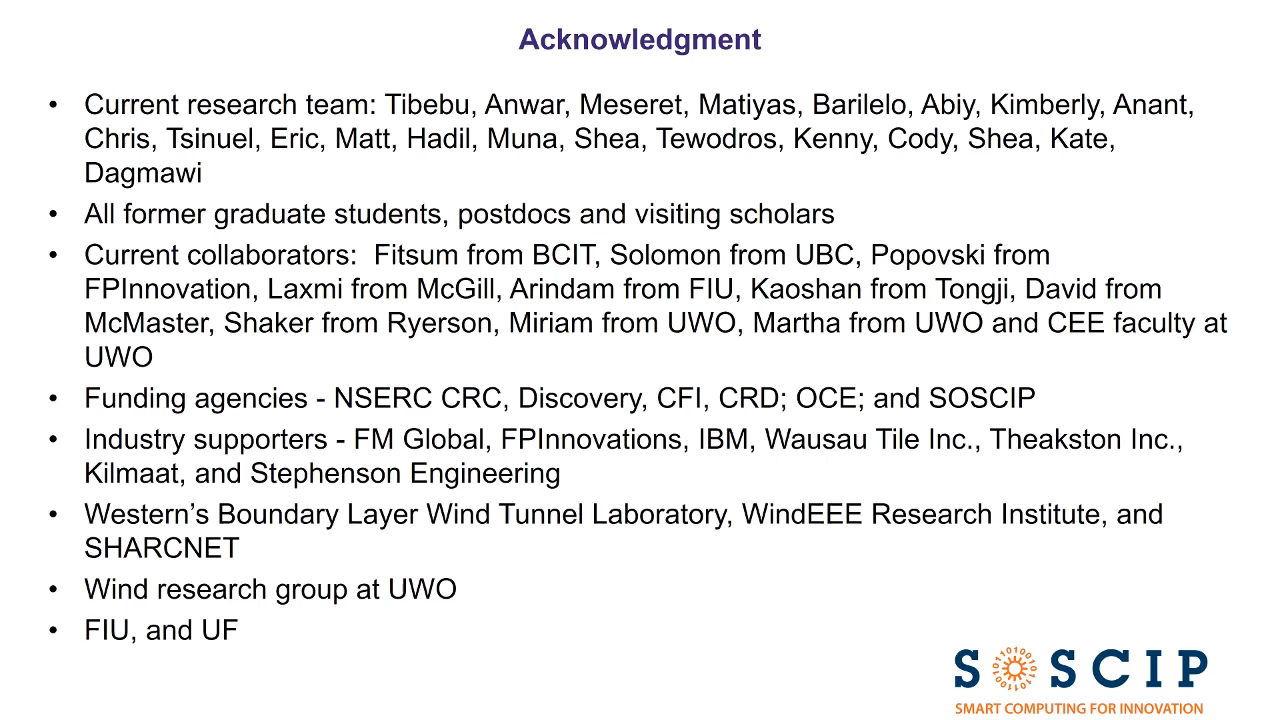 Acknowledgment
• Current research team: Tibebu, Anwar, Meseret, Matiyas, Barilelo, Abiy, Kimberly, Anant,
Chris, Tsinuel, Eric, Matt, Hadil, Muna, Shea, Tewodros, Kenny, Cody, Shea, Kate,
Dagmawi
• All former graduate students, postdocs and visiting scholars
• Current collaborators:  Fitsum from BCIT, Solomon from UBC, Popovski from
FPInnovation, Laxmi from McGill, Arindam from FIU, Kaoshan from Tongji, David from
McMaster, Shaker from Ryerson, Miriam from UWO, Martha from UWO and CEE faculty at
UWO
• Funding agencies - NSERC CRC, Discovery, CFI, CRD; OCE; and SOSCIP
• Industry supporters - FM Global, FPInnovations, IBM, Wausau Tile Inc., Theakston Inc.,
Kilmaat, and Stephenson Engineering
• Western’s Boundary Layer Wind Tunnel Laboratory, WindEEE Research Institute, and
SHARCNET
• Wind research group at UWO
• FIU, and UF
SOSCIP
SMART COMPUTING FOR INNOVATION